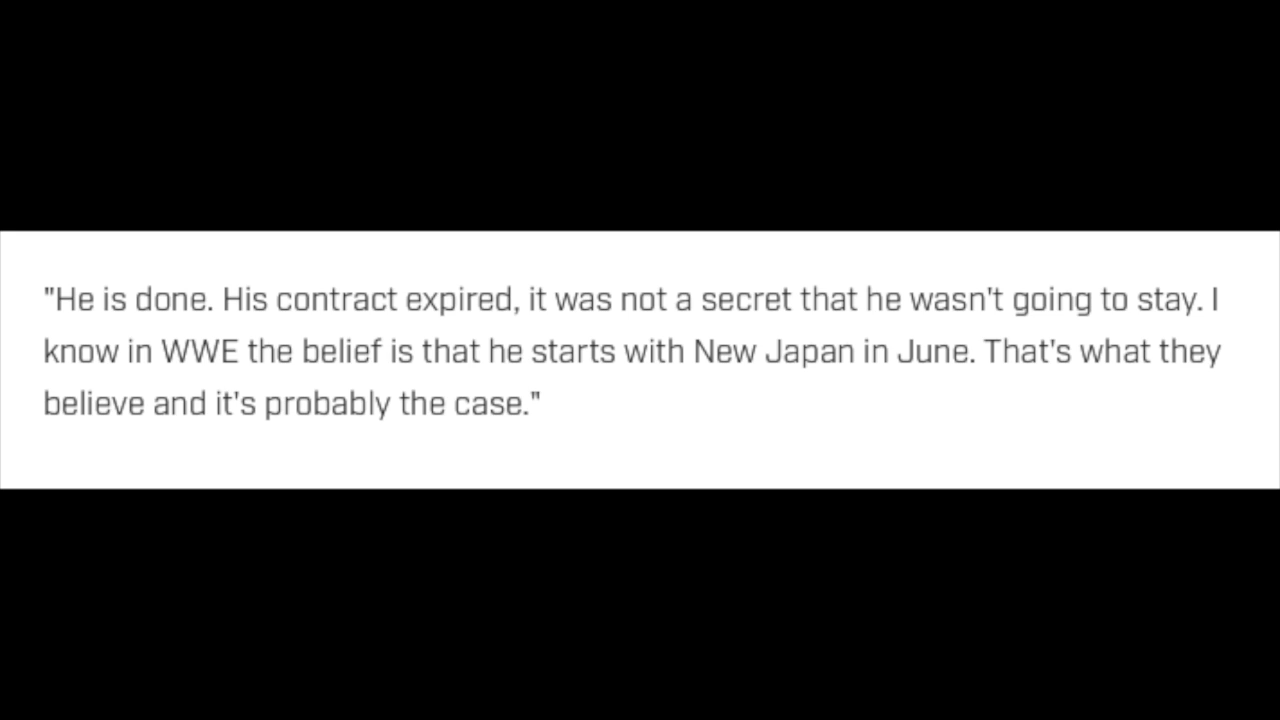 "He is done. His contract expired, it was not a secret that he wasn't going to stay. I
know in WWE the belief is that he starts with New Japan in June. That's what they
believe and it's probably the case."